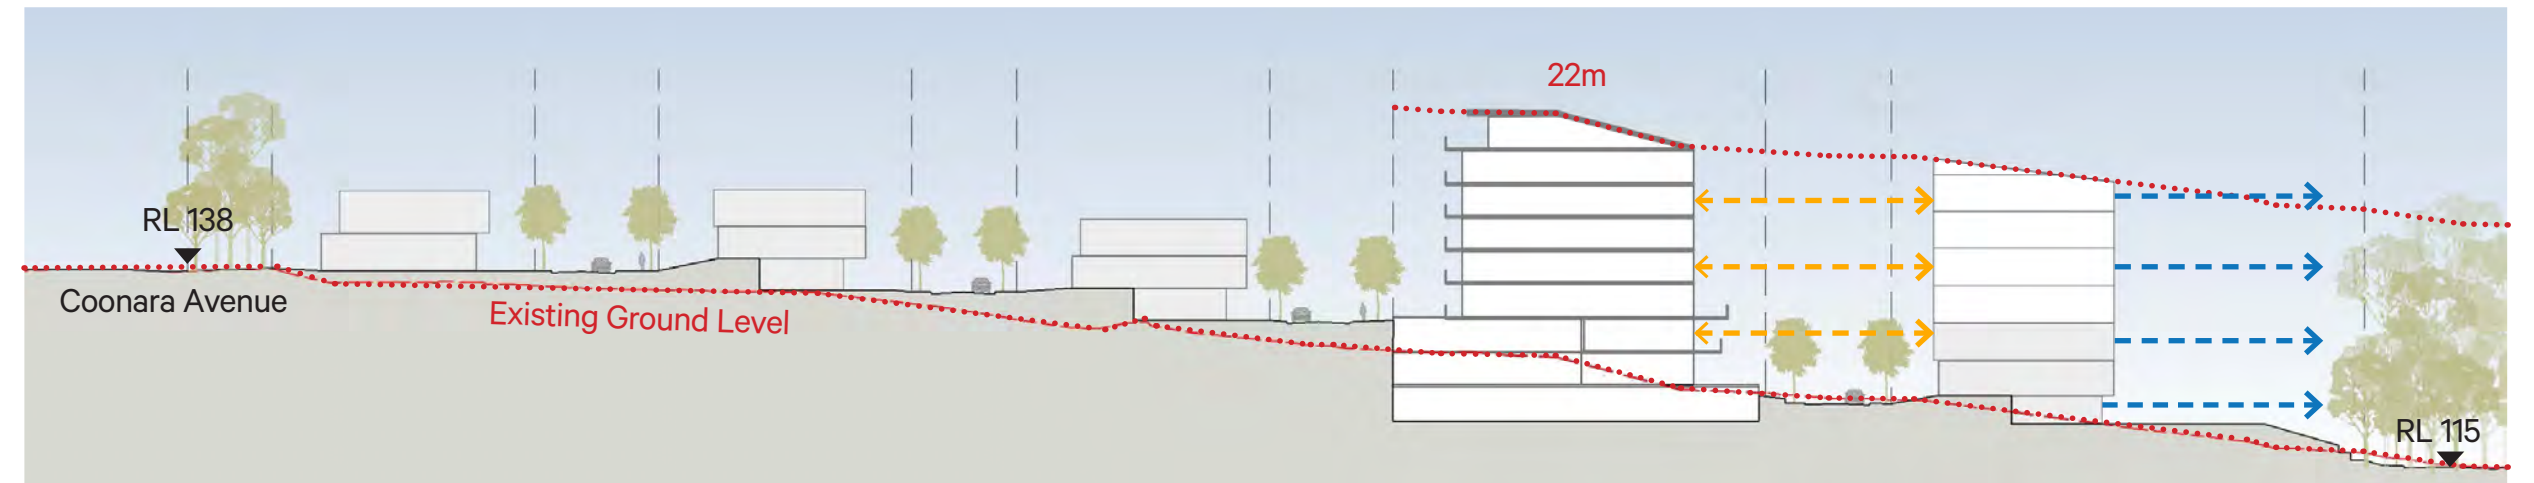 22m
RL 138
Coonara Avenue
Existing Ground Level
RL 115